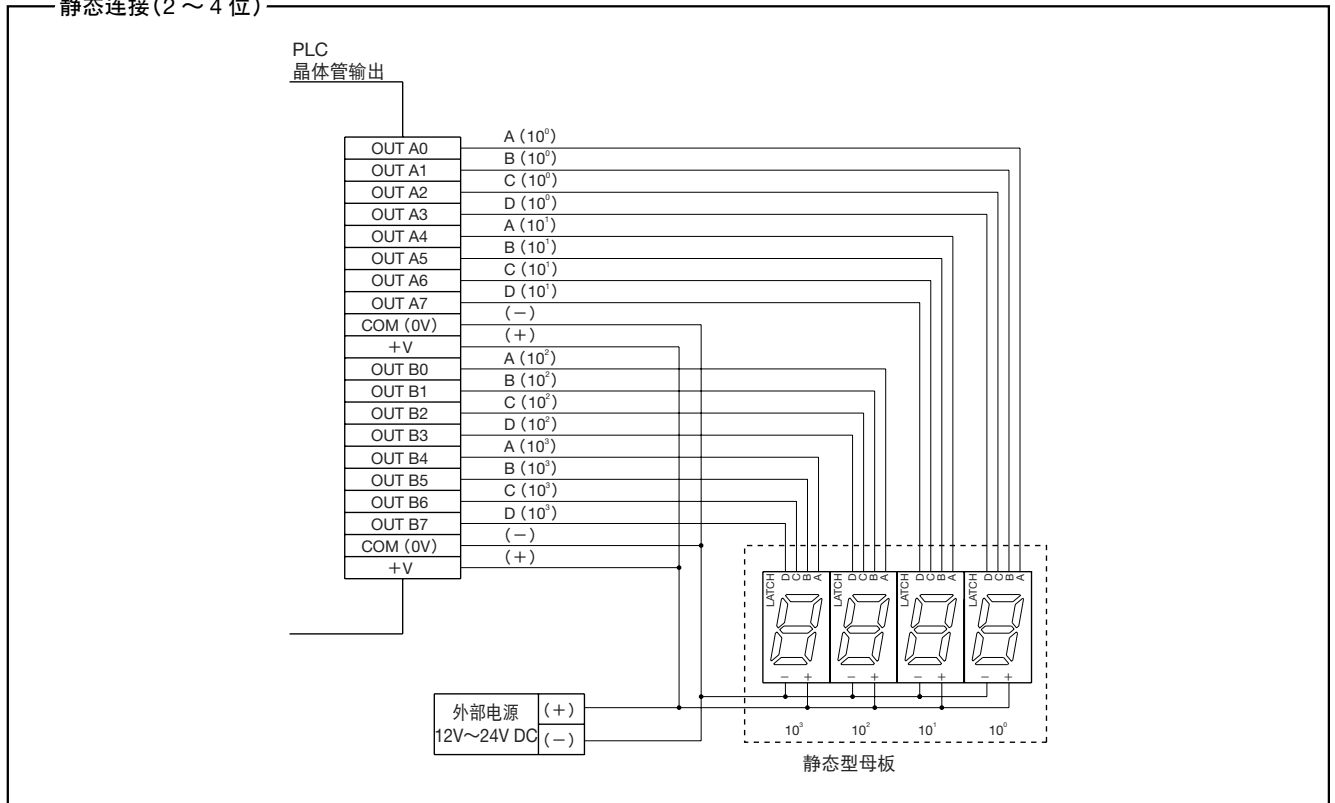 静态连接(2～4位)
PLC
晶体管输出
OUT A0
OUT A1
OUT A2
OUT A3
OUT A4
OUT A5
OUT A6
OUT A7
COM (0V)
+V
OUT B0
OUT B1
OUT B2
OUT B3
OUT B4
OUT B5
OUT B6
OUT B7
COM (0V)
+V
A (10⁰)
B (10⁰)
C (10⁰)
D (10⁰)
A (10¹)
B (10¹)
C (10¹)
D (10¹)
(－)
(＋)
A (10²)
B (10²)
C (10²)
D (10²)
A (10³)
B (10³)
C (10³)
D (10³)
(－)
(＋)
LATCH D C B A
LATCH D C B A
LATCH D C B A
LATCH D C B A
－ ＋ － ＋ － ＋ － ＋
10³ 10² 10¹ 10⁰
静态型母板
外部电源
12V～24V DC
(＋)
(－)